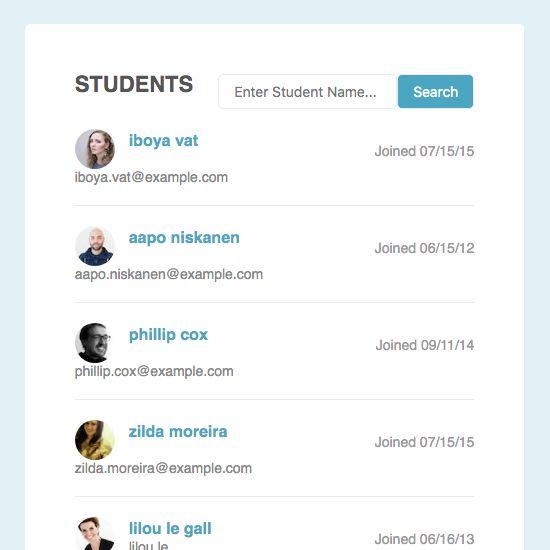 STUDENTS
Enter Student Name...
Search
iboya vat
Joined 07/15/15
iboya.vat@example.com
aapo niskanen
Joined 06/15/12
aapo.niskanen@example.com
phillip cox
Joined 09/11/14
phillip.cox@example.com
zilda moreira
Joined 07/15/15
zilda.moreira@example.com
lilou le gall
Joined 06/16/13
lilou.le